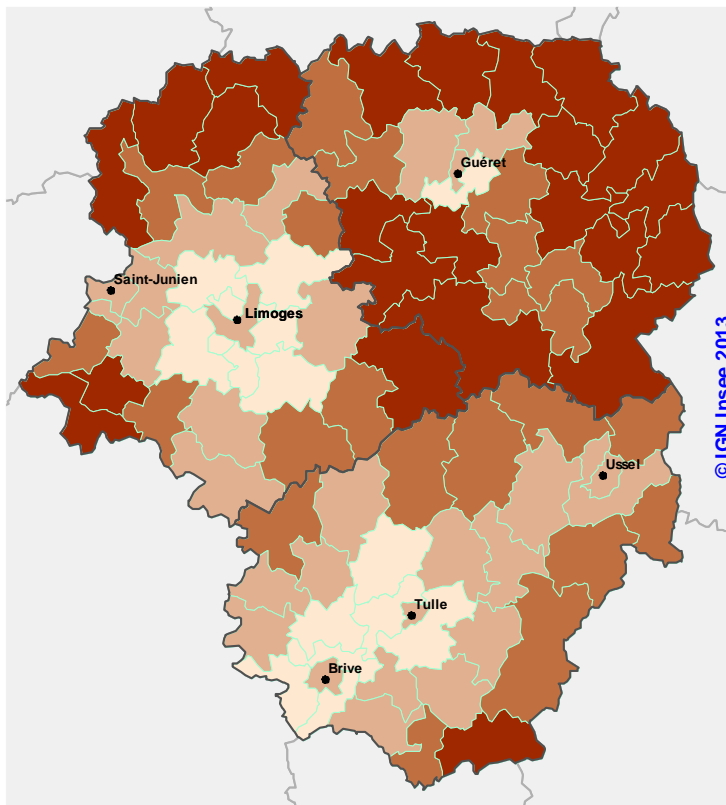 Guéret
Saint-Junien
Limoges
Ussel
Tulle
Brive
© IGN Insee 2013